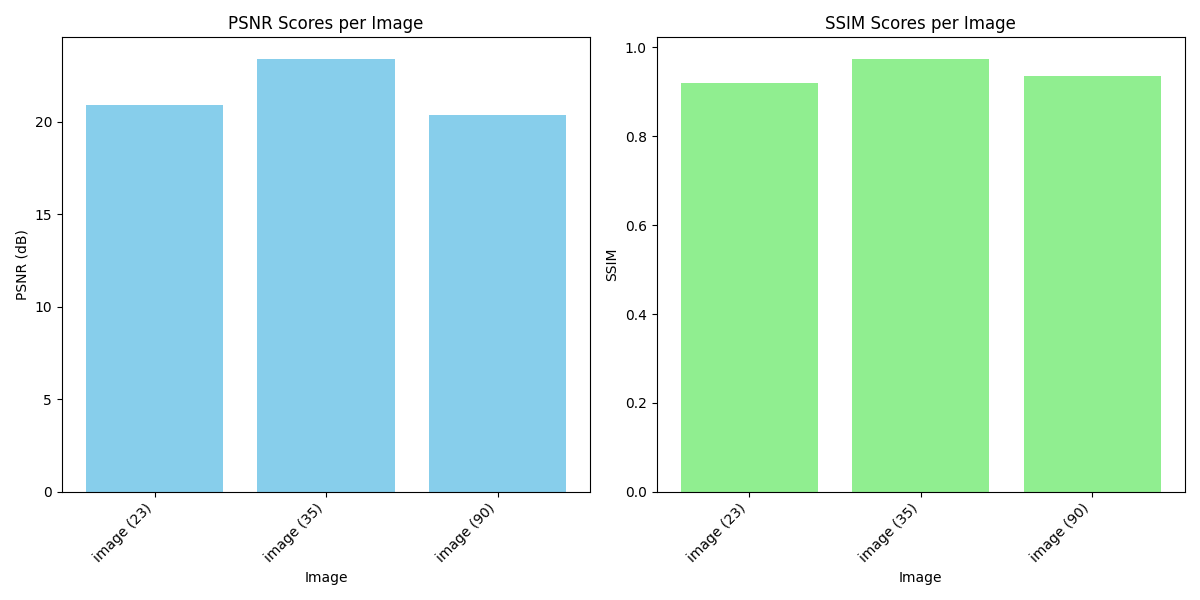 PSNR Scores per Image
PSNR (dB)
20
15
10
5
0
image (23)
image (35)
image (90)
Image
SSIM Scores per Image
SSIM
1.0
0.8
0.6
0.4
0.2
0.0
image (23)
image (35)
image (90)
Image